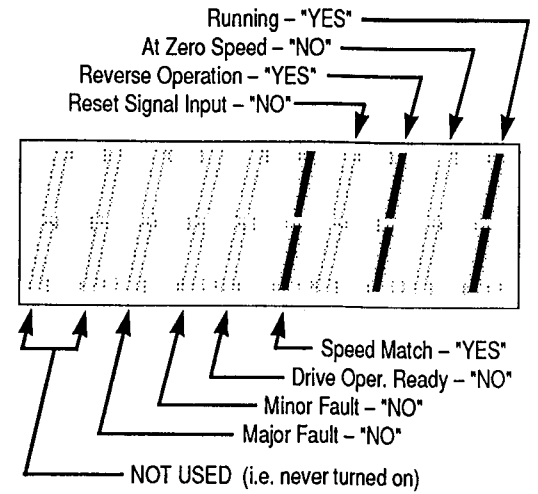 Running – "YES"
At Zero Speed – "NO"
Reverse Operation – "YES"
Reset Signal Input – "NO"
Speed Match – "YES"
Drive Oper. Ready – "NO"
Minor Fault – "NO"
Major Fault – "NO"
NOT USED (i.e. never turned on)